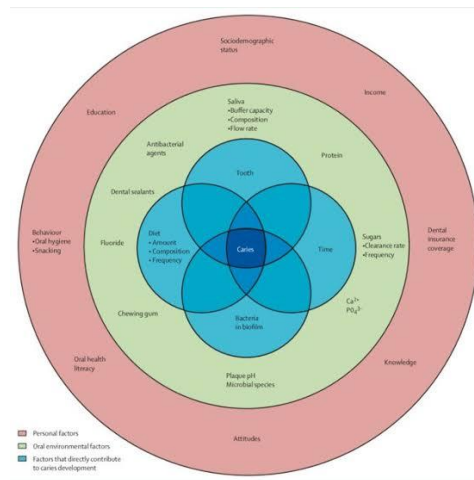 Sociodemographic
status
Income
Education
Saliva
•Buffer capacity
•Composition
•Flow rate
Antibacterial
agents
Protein
Tooth
Dental sealants
Behaviour
•Oral hygiene
•Snacking
Fluoride
Diet
• Amount
• Composition
• Frequency
Caries
Time
Sugars
•Clearance rate
•Frequency
Dental
insurance
coverage
Ca2+
PO43-
Chewing gum
Bacteria
in biofilm
Oral health
literacy
Plaque pH
Microbial species
Knowledge
Attitudes
Personal factors
Oral environmental factors
Factors that directly contribute
to caries development